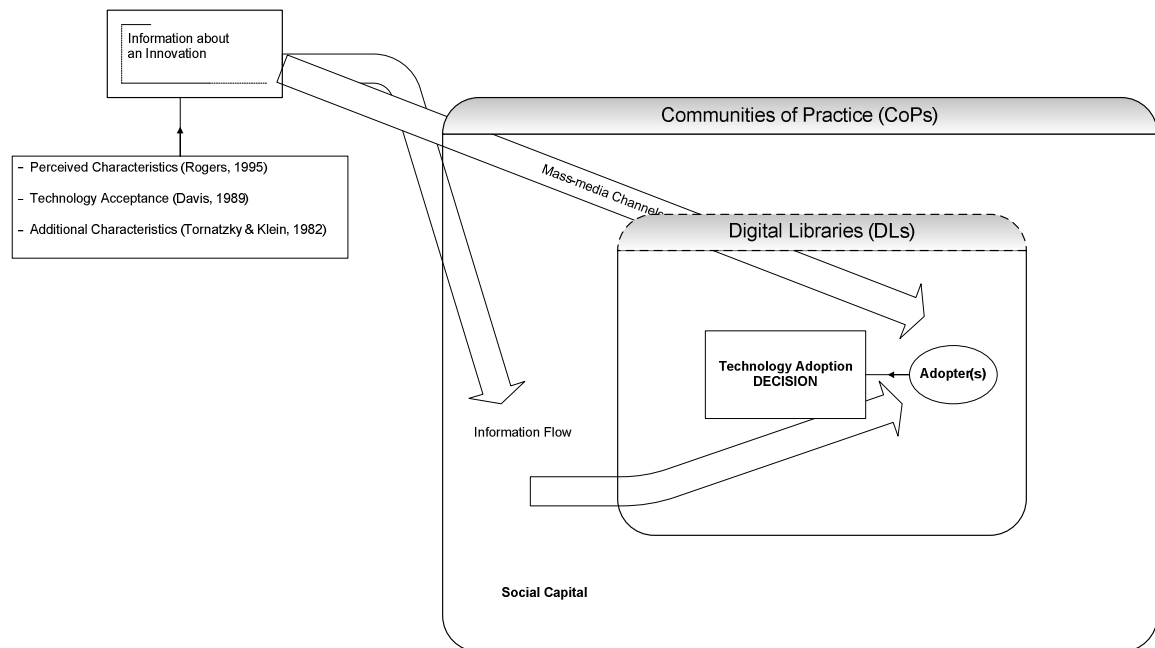 Information about
an Innovation
- Perceived Characteristics (Rogers, 1995)
- Technology Acceptance (Davis, 1989)
- Additional Characteristics (Tornatzky & Klein, 1982)
Communities of Practice (CoPs)
Mass-media Channels
Digital Libraries (DLs)
Technology Adoption
DECISION
Adopter(s)
Information Flow
Social Capital